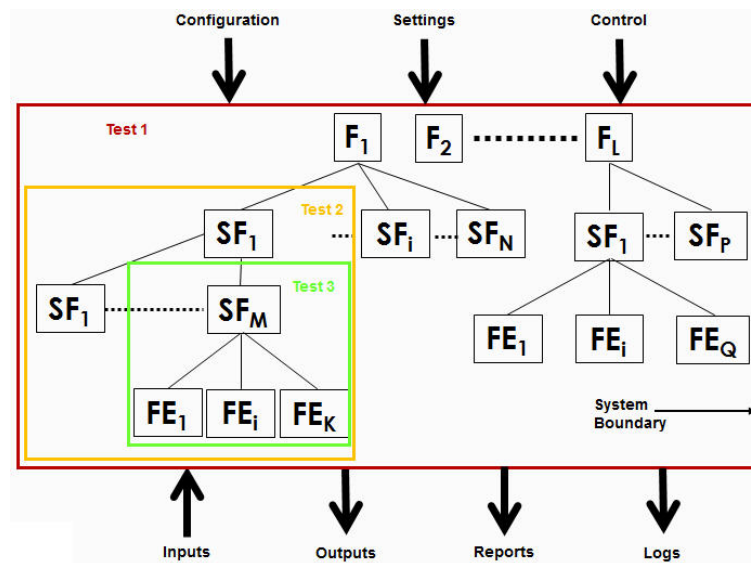 Configuration Settings Control
Test 1
F1 F2 FL
Test 2
SF1 SFi SFN SF1 SFP
Test 3
SF1 SFM
FE1 FEi FEQ
FE1 FEi FEK
System
Boundary
Inputs Outputs Reports Logs